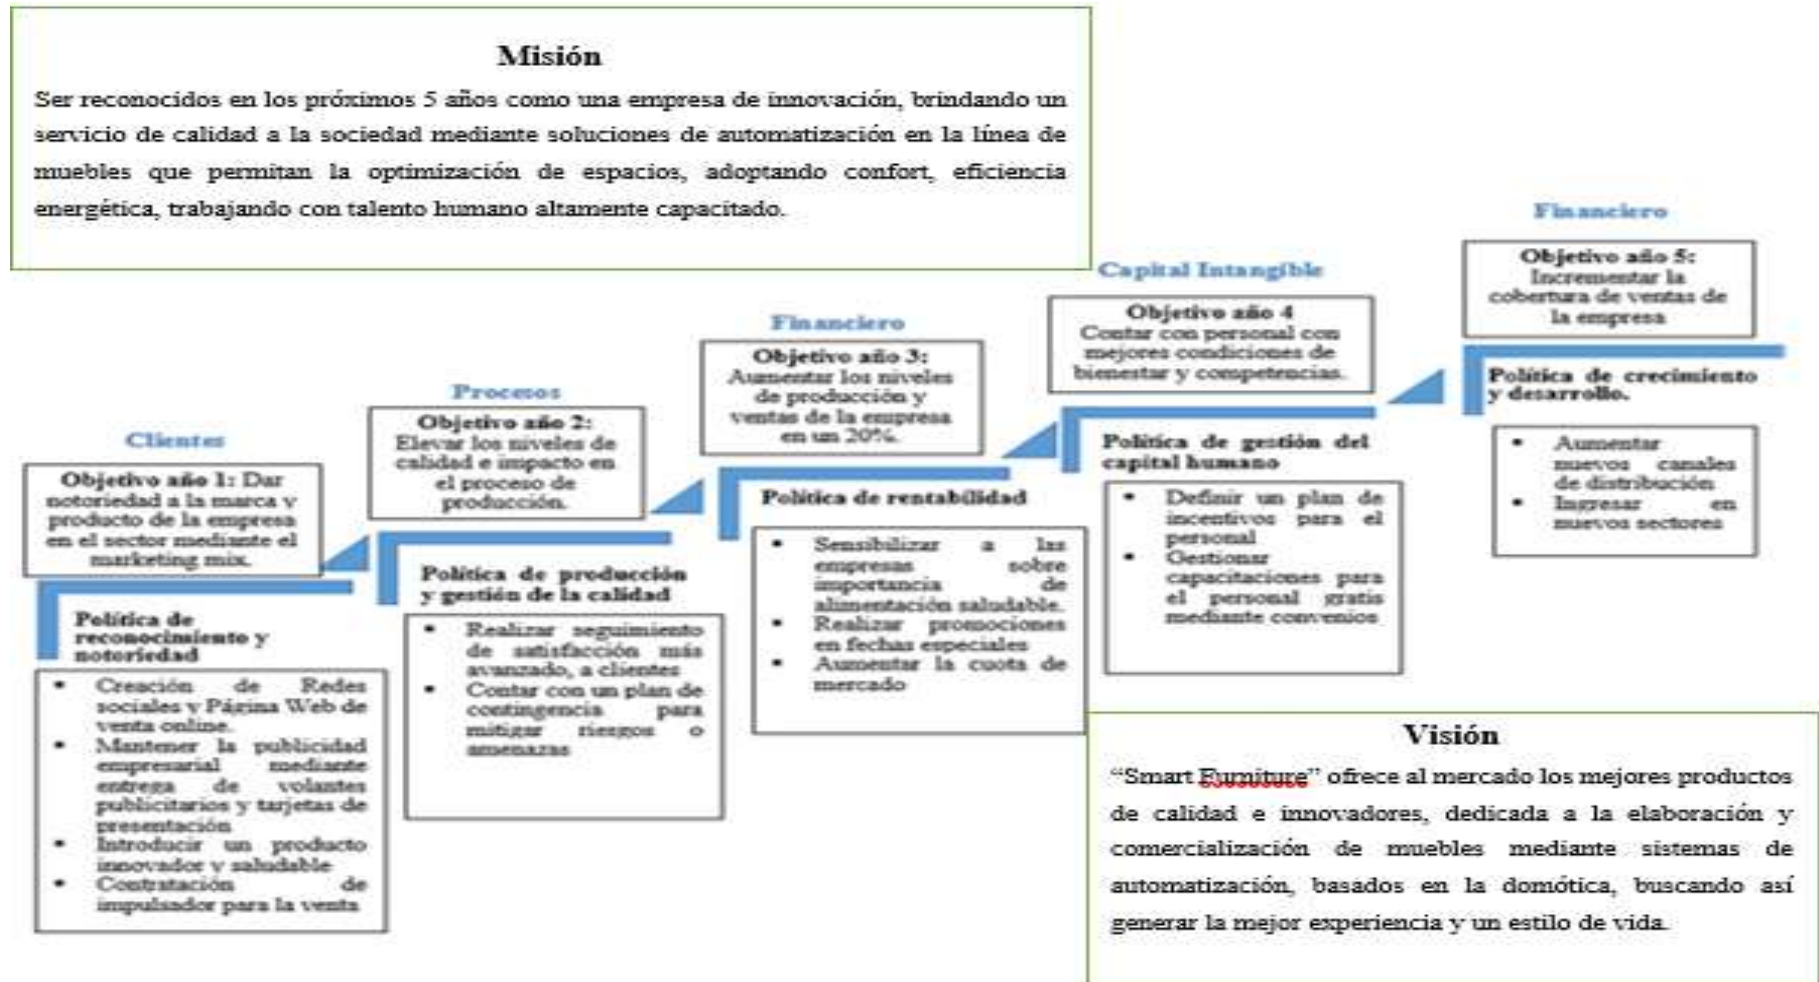 Misión
Ser reconocidos en los próximos 5 años como una empresa de innovación, brindando un
servicio de calidad a la sociedad mediante soluciones de automatización en la línea de
muebles que permitan la optimización de espacios, adoptando confort, eficiencia
energética, trabajando con talento humano altamente capacitado.
Clientes
Objetivo año 1: Dar
notoriedad a la marca y
producto de la empresa
en el sector mediante el
marketing mix.
Política de
reconocimiento y
notoriedad
• Creación de Redes
sociales y Página Web de
venta online.
• Mantener la publicidad
empresarial mediante
entrega de volantes
publicitarios y tarjetas de
presentación
• Introducir un producto
innovador y saludable
• Contratación de
impulsador para la venta
Procesos
Objetivo año 2:
Elevar los niveles de
calidad e impacto en
el proceso de
producción.
Política de producción
y gestión de la calidad
• Realizar seguimiento
de satisfacción más
avanzado, a clientes
• Contar con un plan de
contingencia para
mitigar riesgos o
amenazas
Financiero
Objetivo año 3:
Aumentar los niveles
de producción y
ventas de la empresa
en un 20%.
Política de rentabilidad
• Sensibilizar a las
empresas sobre
importancia de
alimentación saludable.
• Realizar promociones
en fechas especiales
• Aumentar la cuota de
mercado
Capital Intangible
Objetivo año 4
Contar con personal con
mejores condiciones de
bienestar y competencias.
Política de gestión del
capital humano
• Definir un plan de
incentivos para el
personal
• Gestionar
capacitaciones para
el personal gratis
mediante convenios
Financiero
Objetivo año 5:
Incrementar la
cobertura de ventas de
la empresa
Política de crecimiento
y desarrollo.
• Aumentar
nuevos canales
de distribución
• Ingresar en
nuevos sectores
Visión
“Smart Furniture” ofrece al mercado los mejores productos
de calidad e innovadores, dedicada a la elaboración y
comercialización de muebles mediante sistemas de
automatización, basados en la domótica, buscando así
generar la mejor experiencia y un estilo de vida.